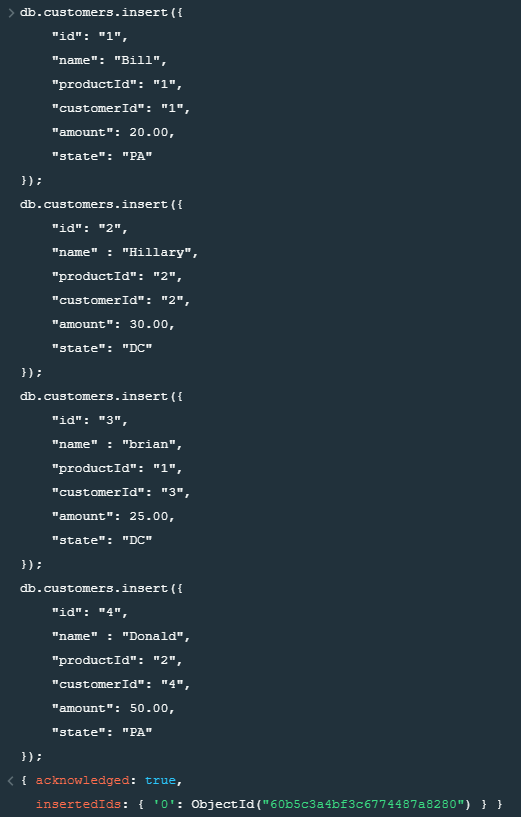 > db.customers.insert({
"id": "1",
"name": "Bill",
"productId": "1",
"customerId": "1",
"amount": 20.00,
"state": "PA"
});
db.customers.insert({
"id": "2",
"name" : "Hillary",
"productId": "2",
"customerId": "2",
"amount": 30.00,
"state": "DC"
});
db.customers.insert({
"id": "3",
"name" : "brian",
"productId": "1",
"customerId": "3",
"amount": 25.00,
"state": "DC"
});
db.customers.insert({
"id": "4",
"name" : "Donald",
"productId": "2",
"customerId": "4",
"amount": 50.00,
"state": "PA"
});
< { acknowledged: true,
insertedIds: { '0': ObjectId("60b5c3a4bf3c6774487a8280") } }